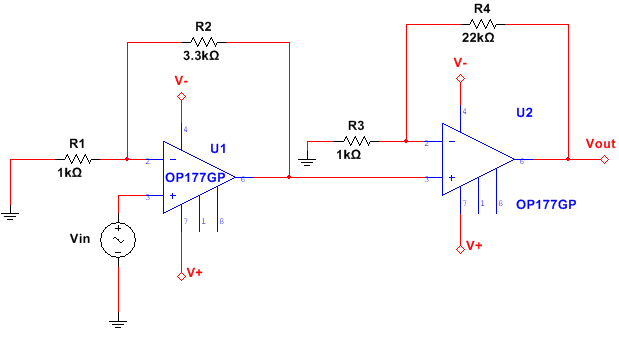 R4
22kΩ
R2
3.3kΩ
V-
V-
4
4
U2
R1
1kΩ
U1
R3
1kΩ
Vout
2
2
OP177GP
6
6
3
3
OP177GP
7
1
8
7
1
8
Vin
V+
V+